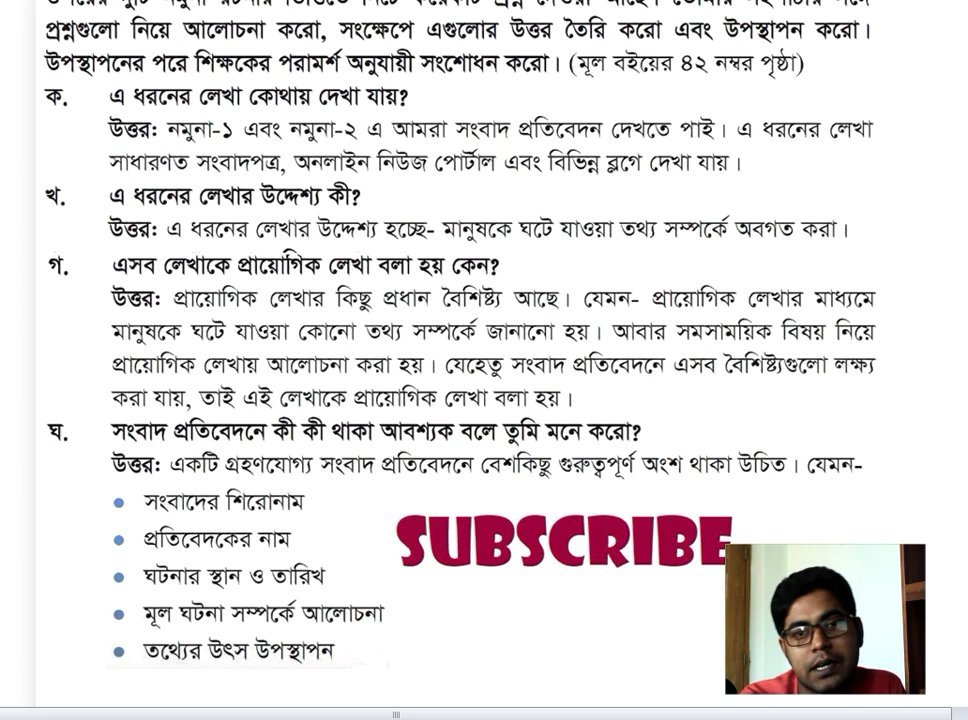 প্রশ্নগুলো নিয়ে আলোচনা করো, সংক্ষেপে এগুলোর উত্তর তৈরি করো এবং উপস্থাপন করো।
উপস্থাপনের পরে শিক্ষকের পরামর্শ অনুযায়ী সংশোধন করো। (মূল বইয়ের ৪২ নম্বর পৃষ্ঠা)
ক. এ ধরনের লেখা কোথায় দেখা যায়?
উত্তর: নমুনা-১ এবং নমুনা-২ এ আমরা সংবাদ প্রতিবেদন দেখতে পাই। এ ধরনের লেখা
সাধারণত সংবাদপত্র, অনলাইন নিউজ পোর্টাল এবং বিভিন্ন ব্লগে দেখা যায়।
খ. এ ধরনের লেখার উদ্দেশ্য কী?
উত্তর: এ ধরনের লেখার উদ্দেশ্য হচ্ছে- মানুষকে ঘটে যাওয়া তথ্য সম্পর্কে অবগত করা।
গ. এসব লেখাকে প্রায়োগিক লেখা বলা হয় কেন?
উত্তর: প্রায়োগিক লেখার কিছু প্রধান বৈশিষ্ট্য আছে। যেমন- প্রায়োগিক লেখার মাধ্যমে
মানুষকে ঘটে যাওয়া কোনো তথ্য সম্পর্কে জানানো হয়। আবার সমসাময়িক বিষয় নিয়ে
প্রায়োগিক লেখায় আলোচনা করা হয়। যেহেতু সংবাদ প্রতিবেদনে এসব বৈশিষ্ট্যগুলো লক্ষ্য
করা যায়, তাই এই লেখাকে প্রায়োগিক লেখা বলা হয়।
ঘ. সংবাদ প্রতিবেদনে কী কী থাকা আবশ্যক বলে তুমি মনে করো?
উত্তর: একটি গ্রহণযোগ্য সংবাদ প্রতিবেদনে বেশকিছু গুরুত্বপূর্ণ অংশ থাকা উচিত। যেমন-
• সংবাদের শিরোনাম
• প্রতিবেদকের নাম
• ঘটনার স্থান ও তারিখ
• মূল ঘটনা সম্পর্কে আলোচনা
• তথ্যের উৎস উপস্থাপন
SUBSCRIBE